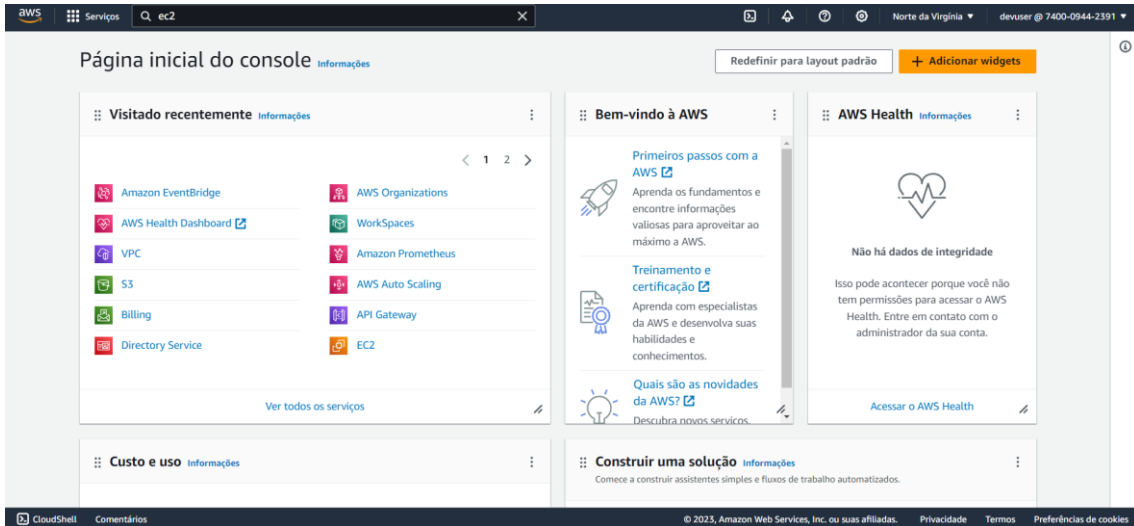 aws Serviços ec2 Norte da Virgínia devuser @ 7400-0944-2391
Página inicial do console Informações Redefinir para layout padrão Adicionar widgets
Visitado recentemente Informações
1 2
Amazon EventBridge
AWS Health Dashboard
VPC
S3
Billing
Directory Service
AWS Organizations
WorkSpaces
Amazon Prometheus
AWS Auto Scaling
API Gateway
EC2
Ver todos os serviços
Bem-vindo à AWS
Primeiros passos com a
AWS
Aprenda os fundamentos e
encontre informações
valiosas para aproveitar ao
máximo a AWS.
Treinamento e
certificação
Aprenda com especialistas
da AWS e desenvolva suas
habilidades e
conhecimentos.
Quais são as novidades
da AWS?
Descubra novos serviços,
AWS Health Informações
Não há dados de integridade
Isso pode acontecer porque você não
tem permissões para acessar o AWS
Health. Entre em contato com o
administrador da sua conta.
Acessar o AWS Health
Custo e uso Informações
Construir uma solução Informações
Comece a construir assistentes simples e fluxos de trabalho automatizados.
CloudShell Comentários © 2023, Amazon Web Services, Inc. ou suas afiliadas. Privacidade Termos Preferências de cookies